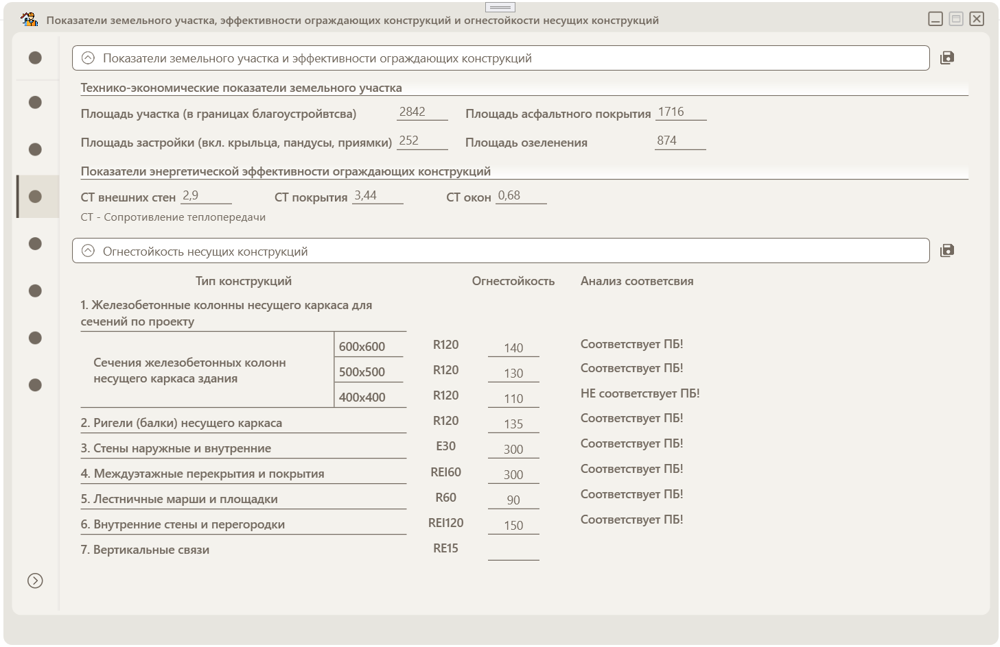 Показатели земельного участка, эффективности ограждающих конструкций и огнестойкости несущих конструкций
Показатели земельного участка и эффективности ограждающих конструкций
Технико-экономические показатели земельного участка
Площадь участка (в границах благоустройвтсва) 2842 Площадь асфальтного покрытия 1716
Площадь застройки (вкл. крыльца, пандусы, приямки) 252 Площадь озеленения 874
Показатели энергетической эффективности ограждающих конструкций
СТ внешних стен 2,9 СТ покрытия 3,44 СТ окон 0,68
СТ - Сопротивление теплопередачи
Огнестойкость несущих конструкций
Тип конструкций Огнестойкость Анализ соответсвия
1. Железобетонные колонны несущего каркаса для
сечений по проекту
Сечения железобетонных колонн
несущего каркаса здания
600x600 R120 140 Соответствует ПБ!
500x500 R120 130 Соответствует ПБ!
400x400 R120 110 НЕ соответствует ПБ!
2. Ригели (балки) несущего каркаса R120 135 Соответствует ПБ!
3. Стены наружные и внутренние E30 300 Соответствует ПБ!
4. Междуэтажные перекрытия и покрытия REI60 300 Соответствует ПБ!
5. Лестничные марши и площадки R60 90 Соответствует ПБ!
6. Внутренние стены и перегородки REI120 150 Соответствует ПБ!
7. Вертикальные связи RE15